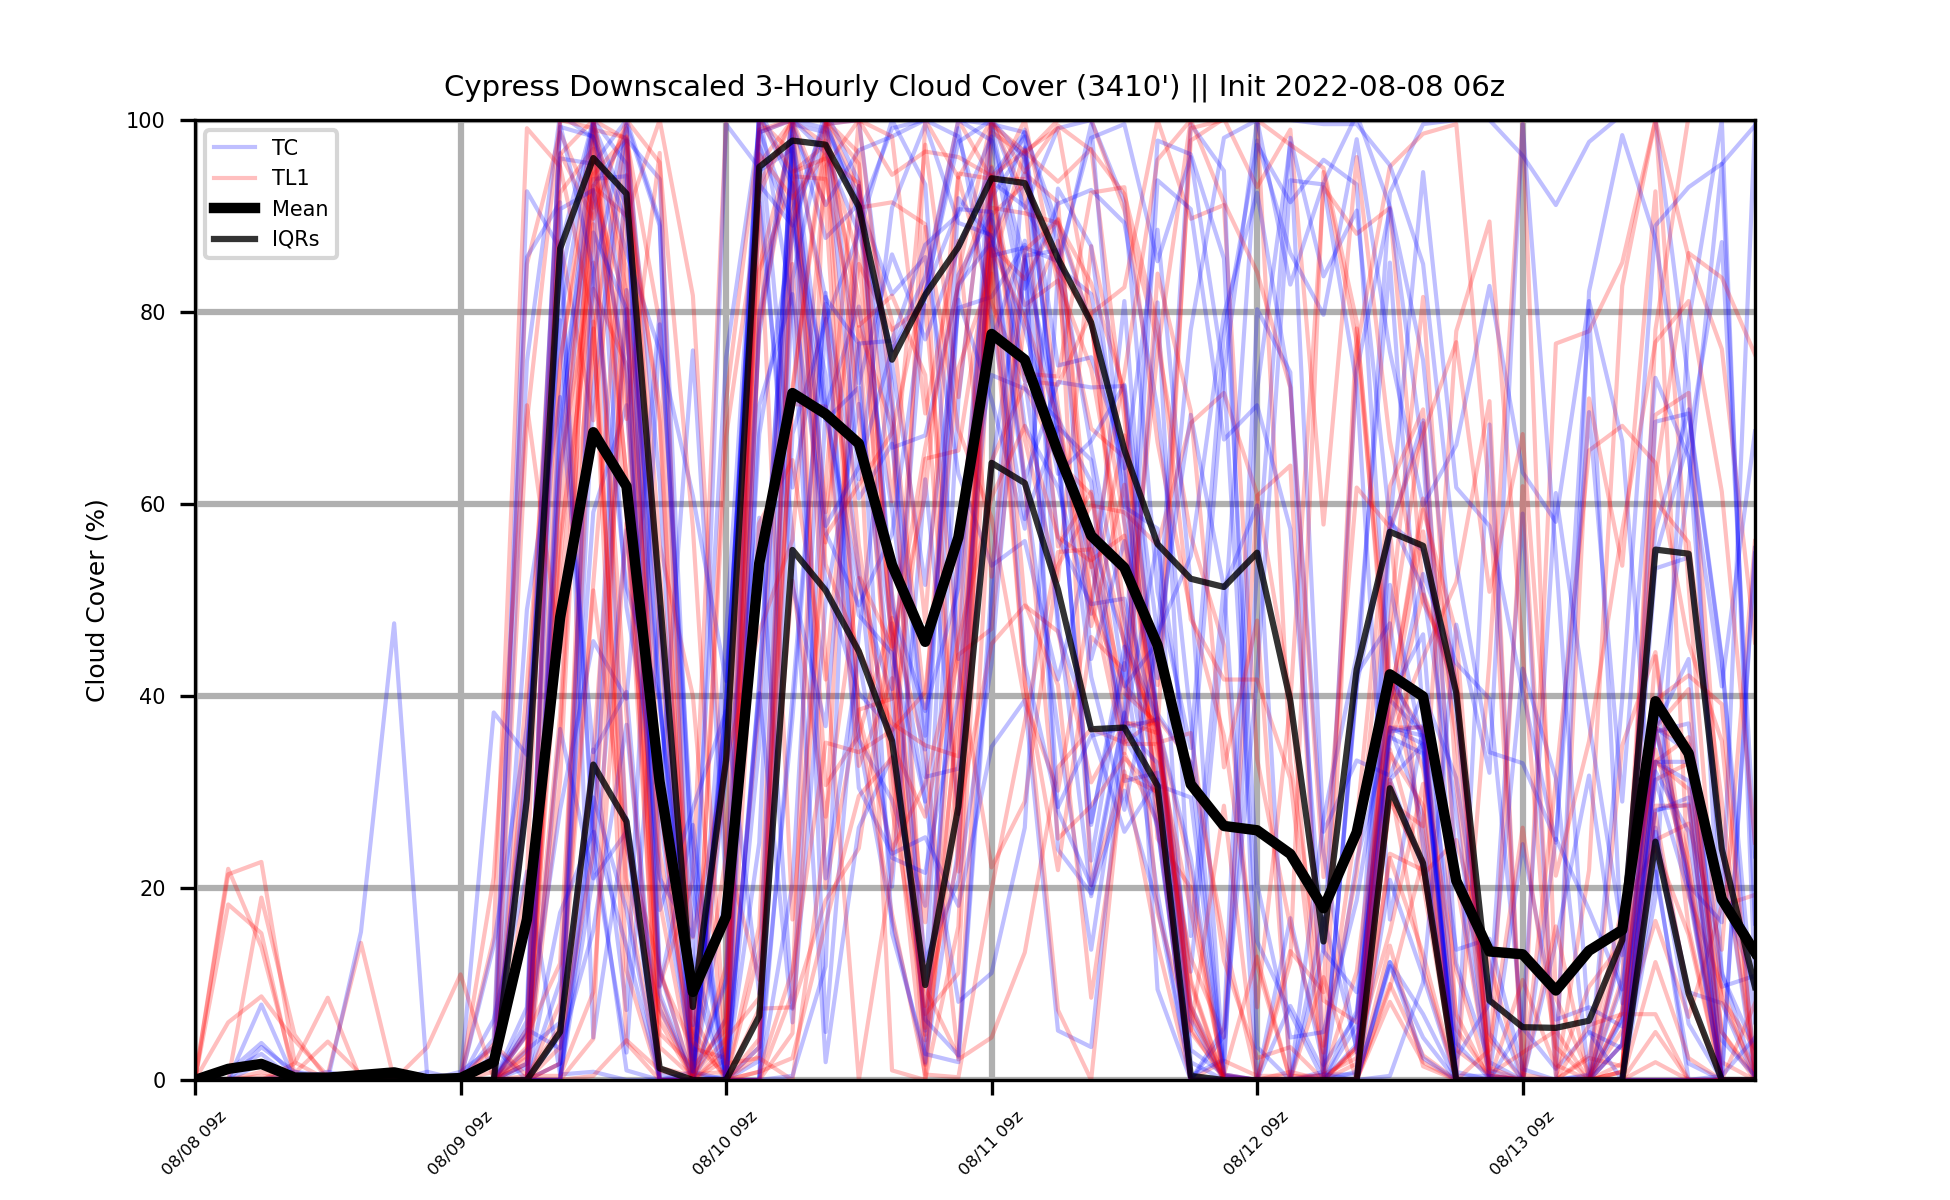 Cypress Downscaled 3-Hourly Cloud Cover (3410') || Init 2022-08-08 06z
Cloud Cover (%)
100
80
60
40
20
0
TC
TL1
Mean
IQRs
08/08 09z
08/09 09z
08/10 09z
08/11 09z
08/12 09z
08/13 09z